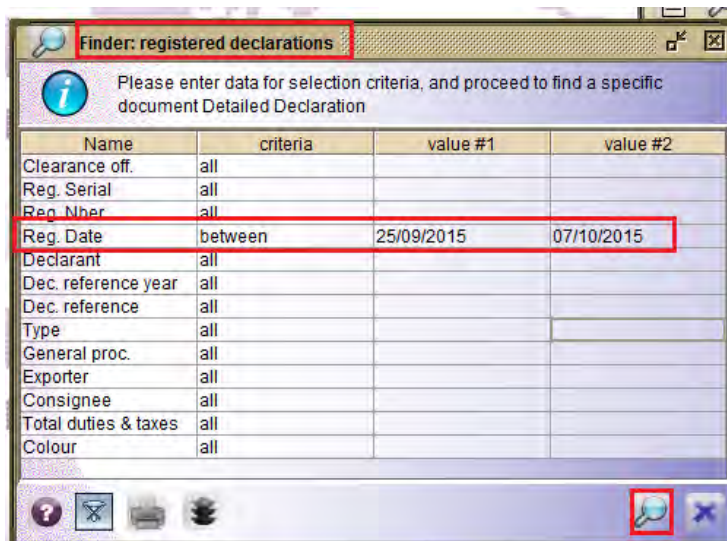 Finder: registered declarations
Please enter data for selection criteria, and proceed to find a specific
document Detailed Declaration
Name criteria value #1 value #2
Clearance off. all
Reg. Serial all
Reg. Nber all
Reg. Date between 25/09/2015 07/10/2015
Declarant all
Dec. reference year all
Dec. reference all
Type all
General proc. all
Exporter all
Consignee all
Total duties & taxes all
Colour all